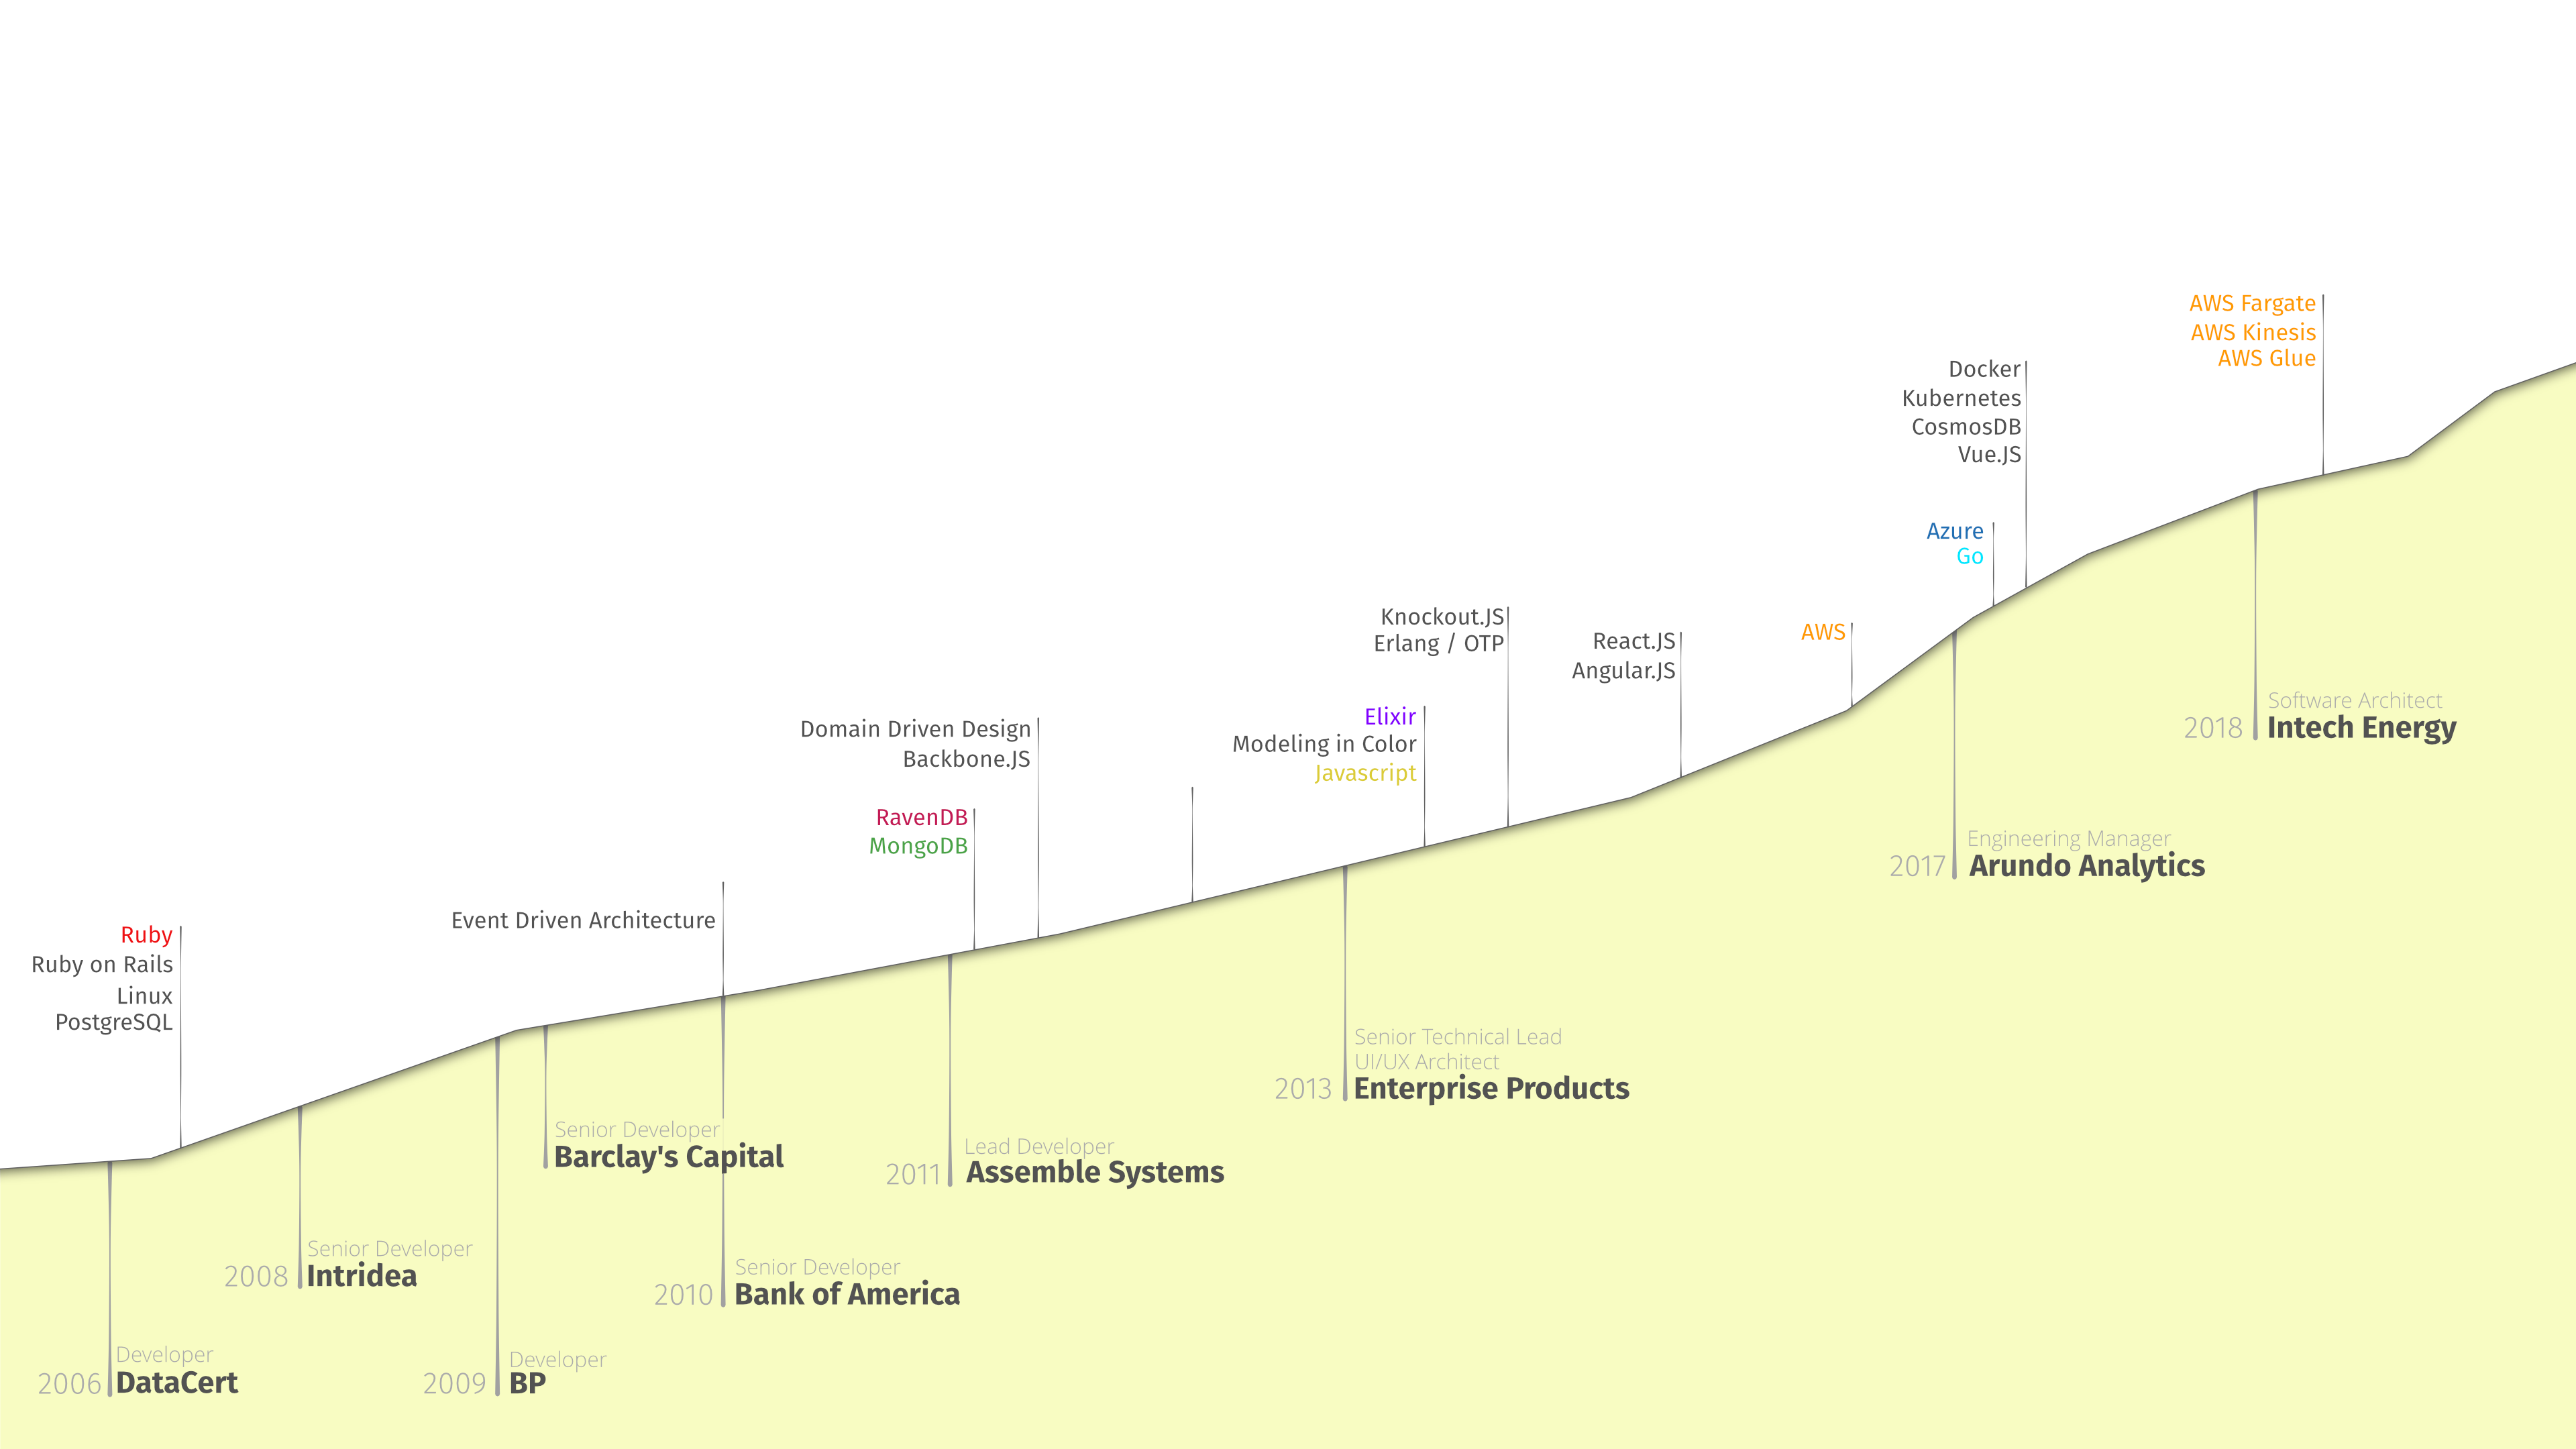 AWS Fargate
AWS Kinesis
AWS Glue
Docker
Kubernetes
CosmosDB
Vue.JS
Azure
Go
Knockout.JS
Erlang / OTP
React.JS
Angular.JS
AWS
Elixir
Modeling in Color
Javascript
Domain Driven Design
Backbone.JS
RavenDB
MongoDB
Event Driven Architecture
Ruby
Ruby on Rails
Linux
PostgreSQL
Software Architect
2018 Intech Energy
Engineering Manager
2017 Arundo Analytics
Senior Technical Lead
UI/UX Architect
2013 Enterprise Products
Lead Developer
2011 Assemble Systems
Senior Developer
Barclay's Capital
Senior Developer
2010 Bank of America
Senior Developer
2008 Intridea
Developer
2009 BP
Developer
2006 DataCert